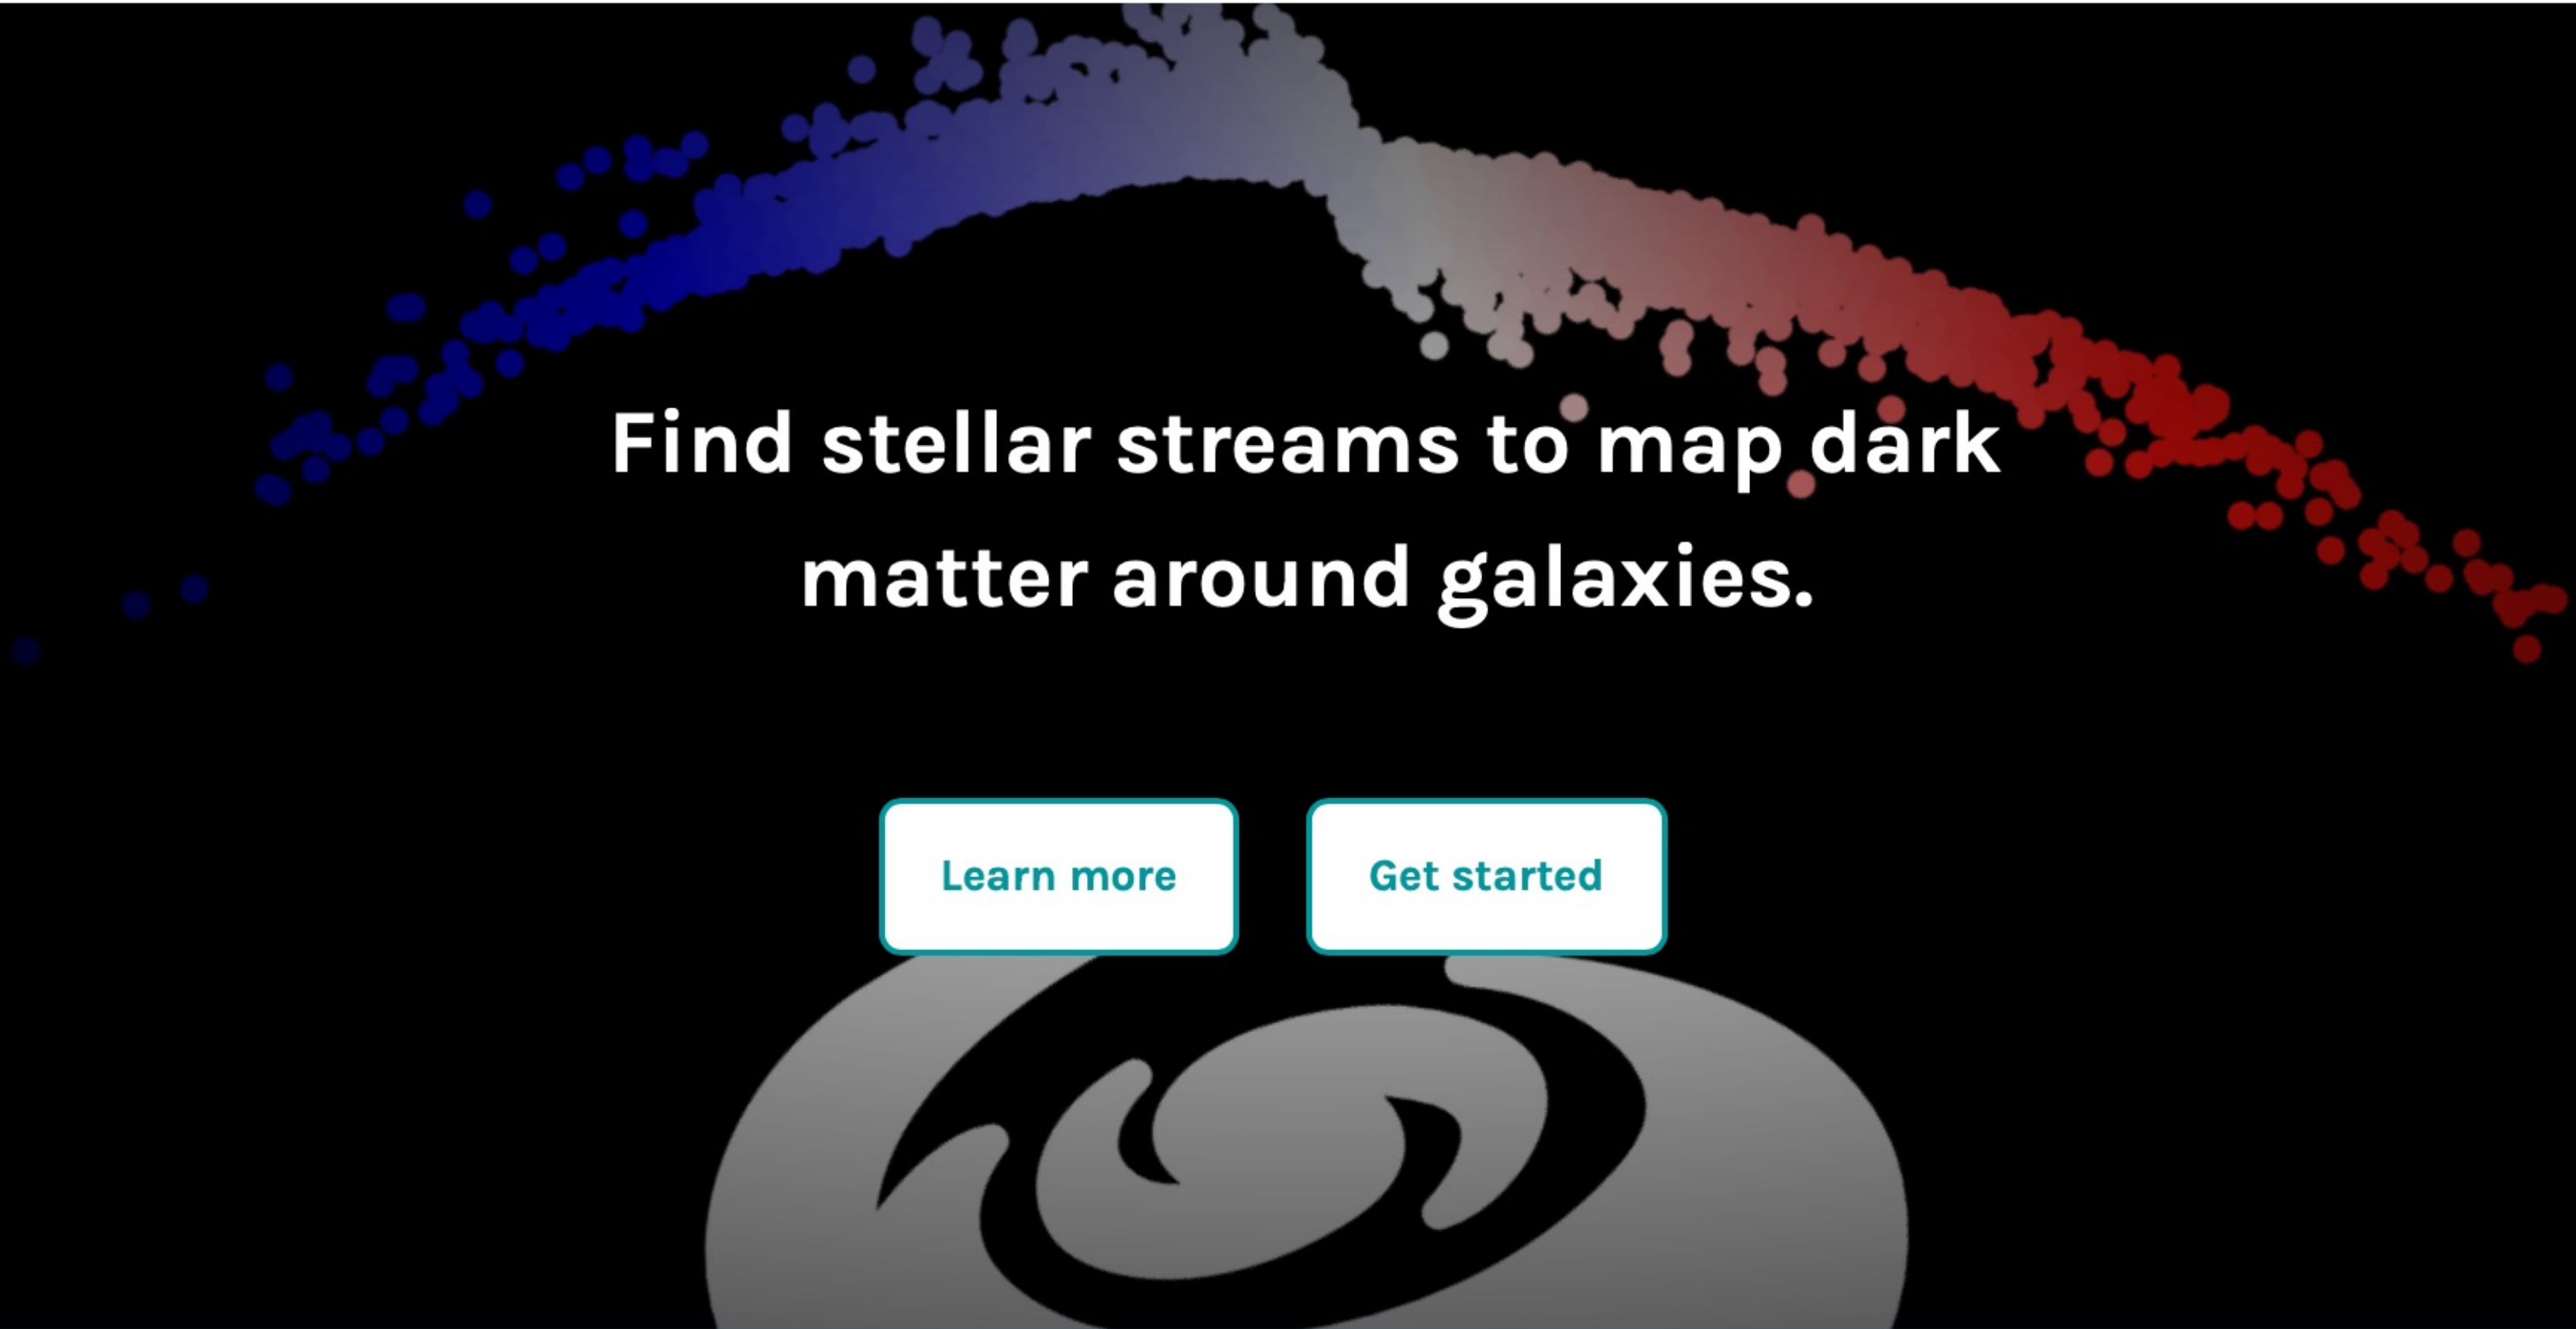 Find stellar streams to map dark
matter around galaxies.
Learn more
Get started